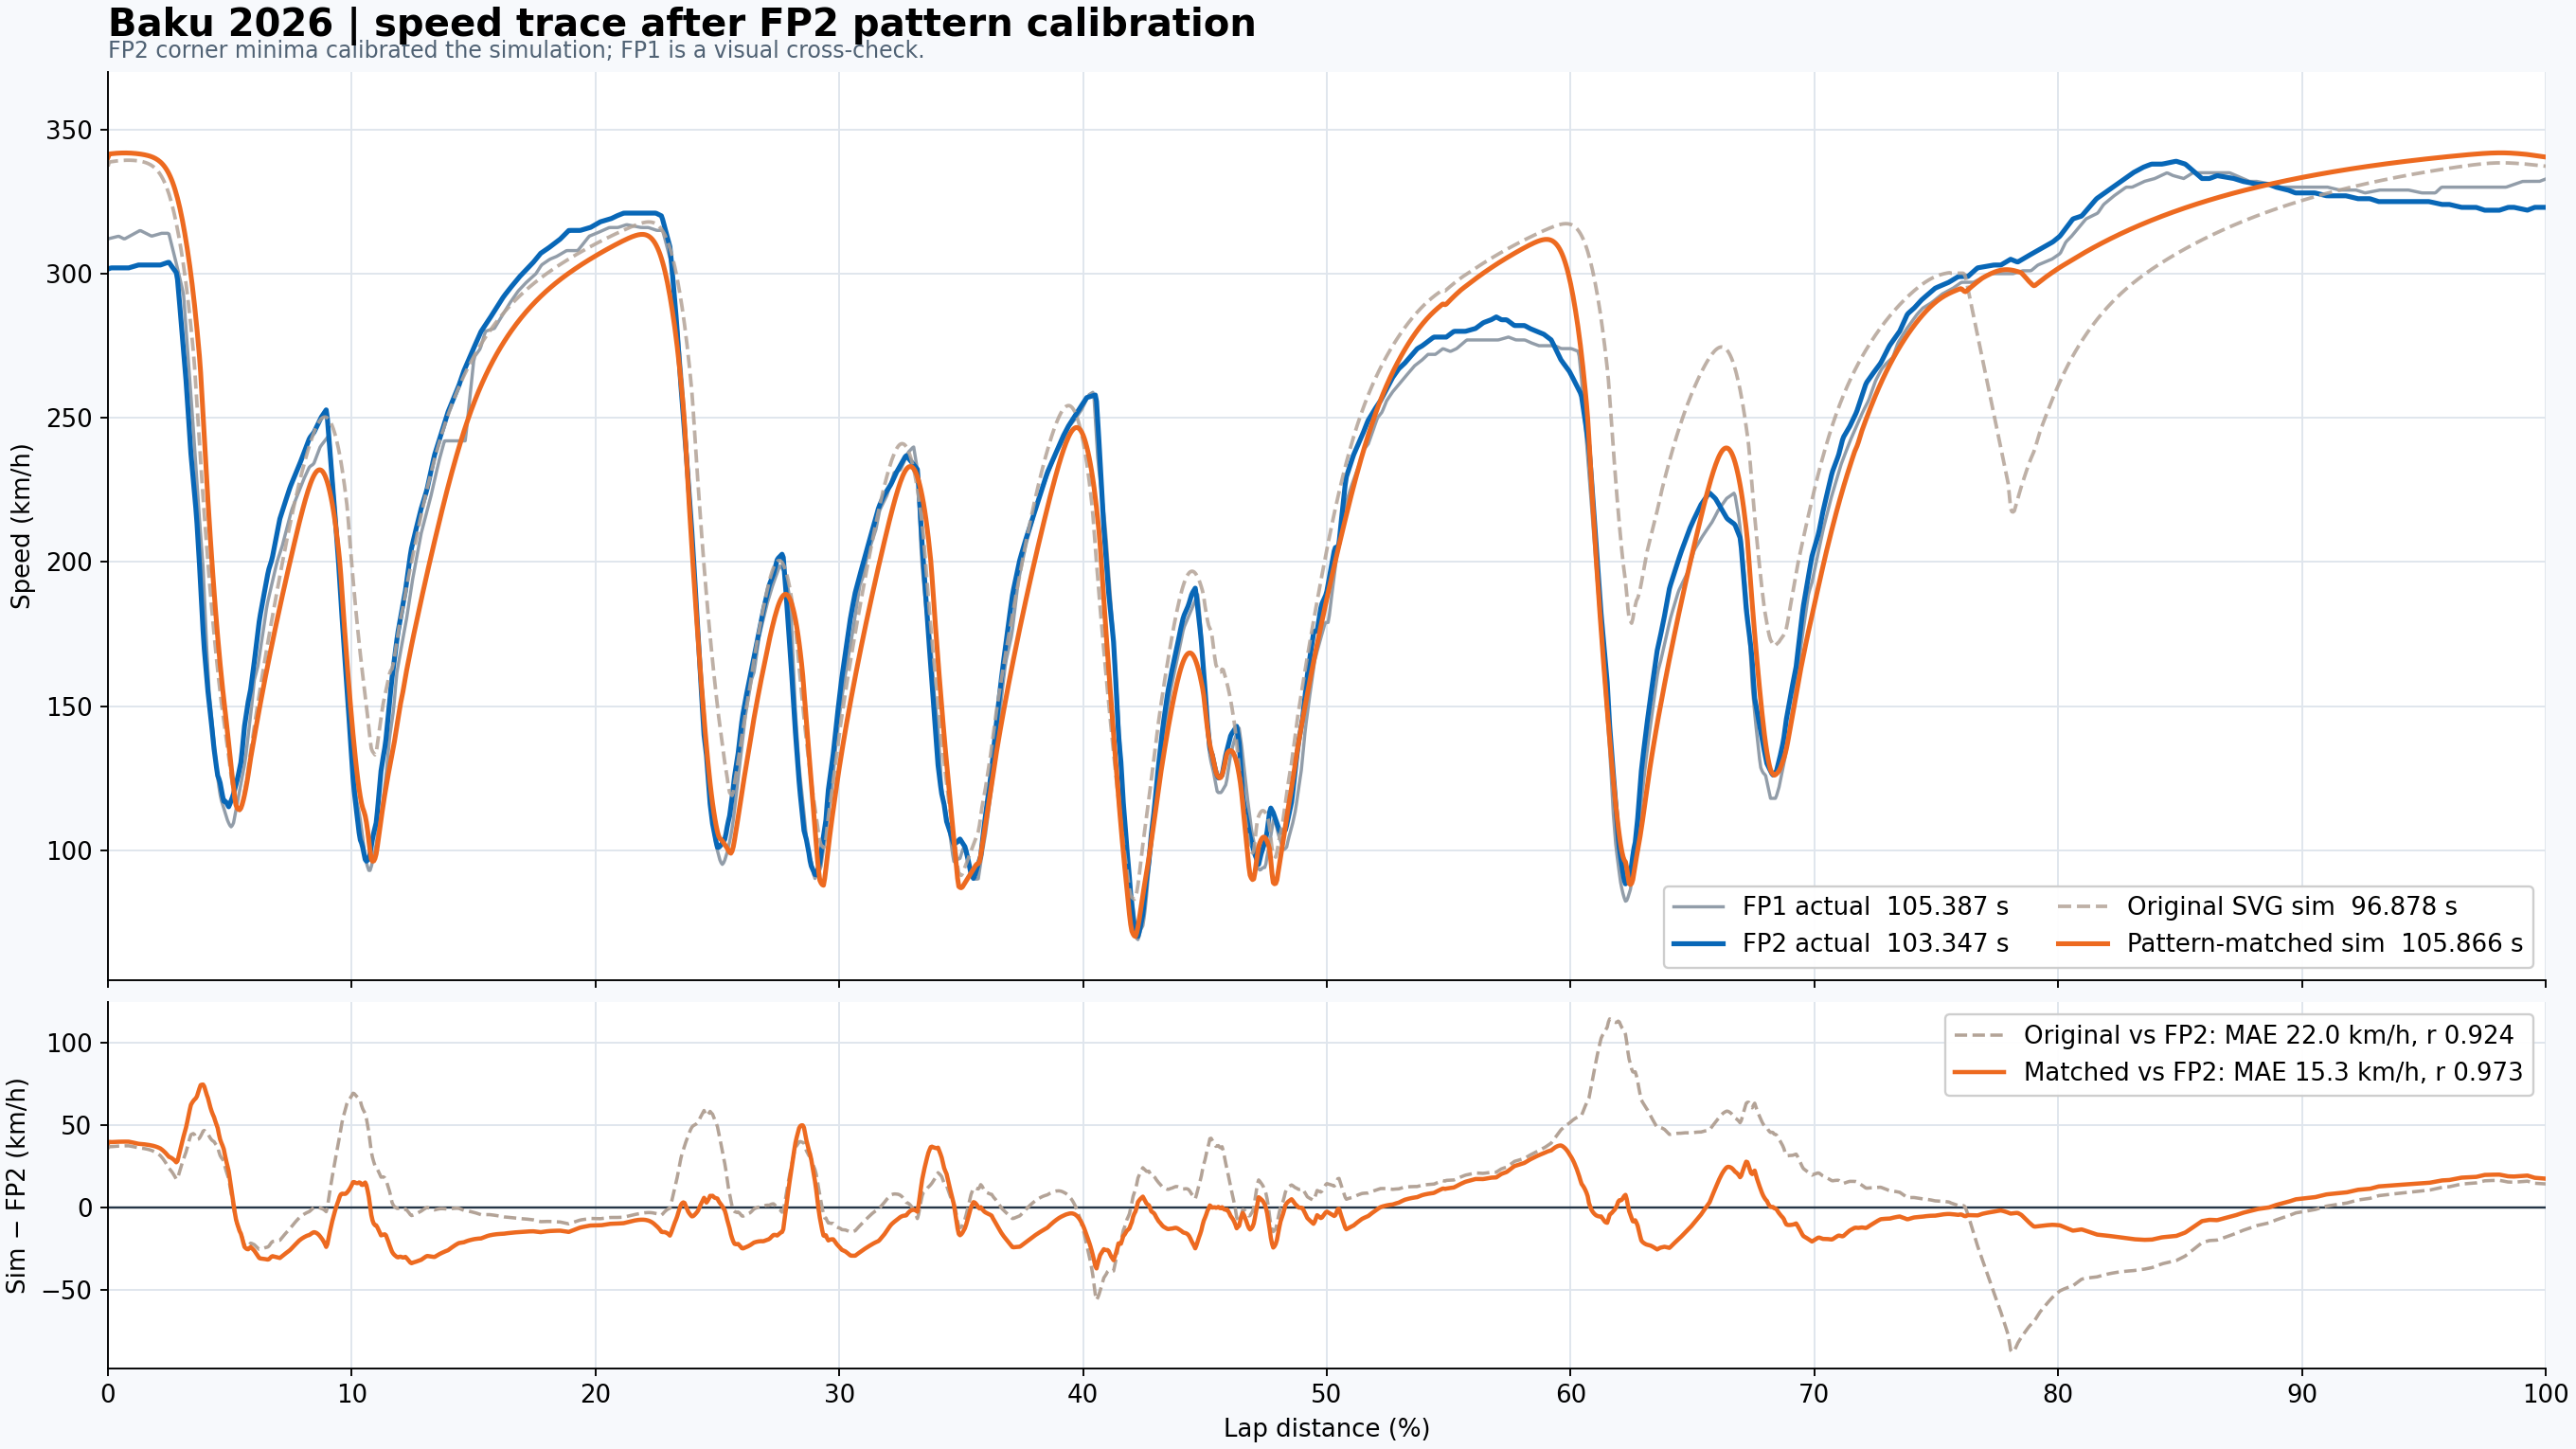 Baku 2026 | speed trace after FP2 pattern calibration
FP2 corner minima calibrated the simulation; FP1 is a visual cross-check.
Speed (km/h)
350
300
250
200
150
100
FP1 actual 105.387 s
FP2 actual 103.347 s
Original SVG sim 96.878 s
Pattern-matched sim 105.866 s
Sim − FP2 (km/h)
100
50
0
−50
Original vs FP2: MAE 22.0 km/h, r 0.924
Matched vs FP2: MAE 15.3 km/h, r 0.973
0 10 20 30 40 50 60 70 80 90 100
Lap distance (%)